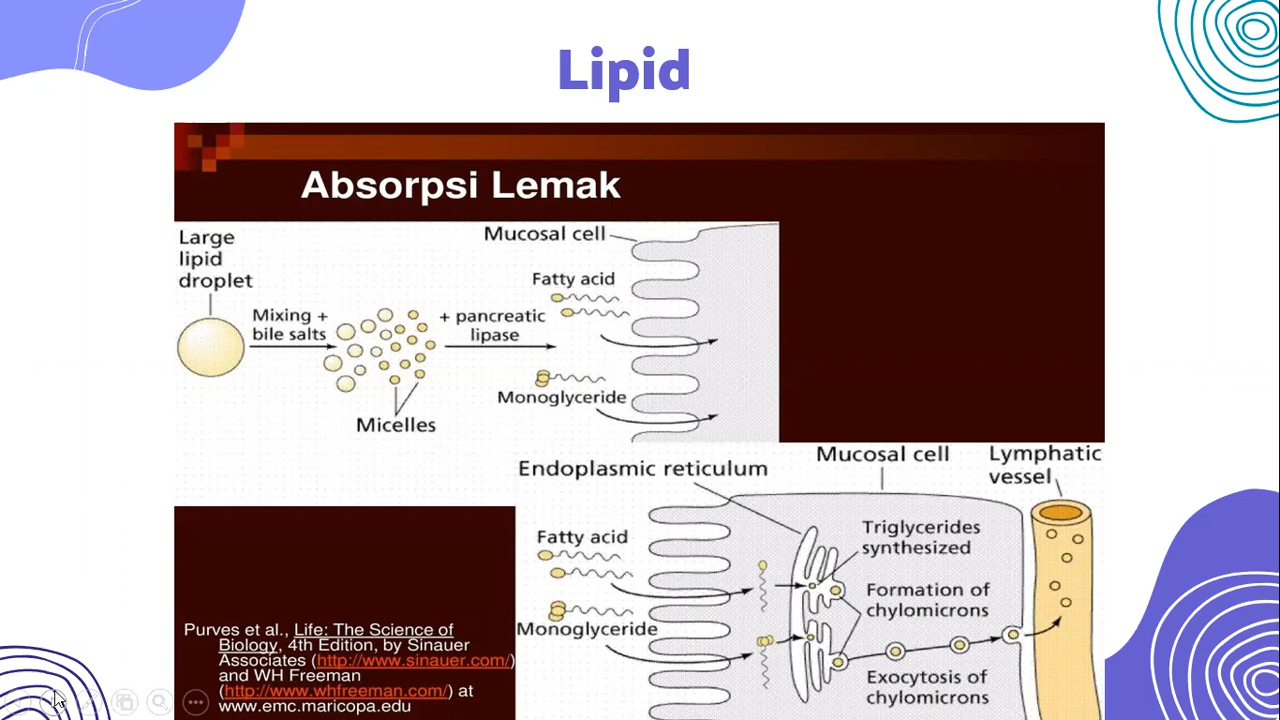 Lipid
Absorpsi Lemak
Large
lipid
droplet
Mixing +
bile salts
Micelles
+ pancreatic
lipase
Mucosal cell
Fatty acid
Monoglyceride
Endoplasmic reticulum
Mucosal cell
Lymphatic
vessel
Fatty acid
Monoglyceride
Triglycerides
synthesized
Formation of
chylomicrons
Exocytosis of
chylomicrons
Purves et al., Life: The Science of
Biology, 4th Edition, by Sinauer
Associates (http://www.sinauer.com/)
and WH Freeman
(http://www.whfreeman.com/) at
www.emc.maricopa.edu